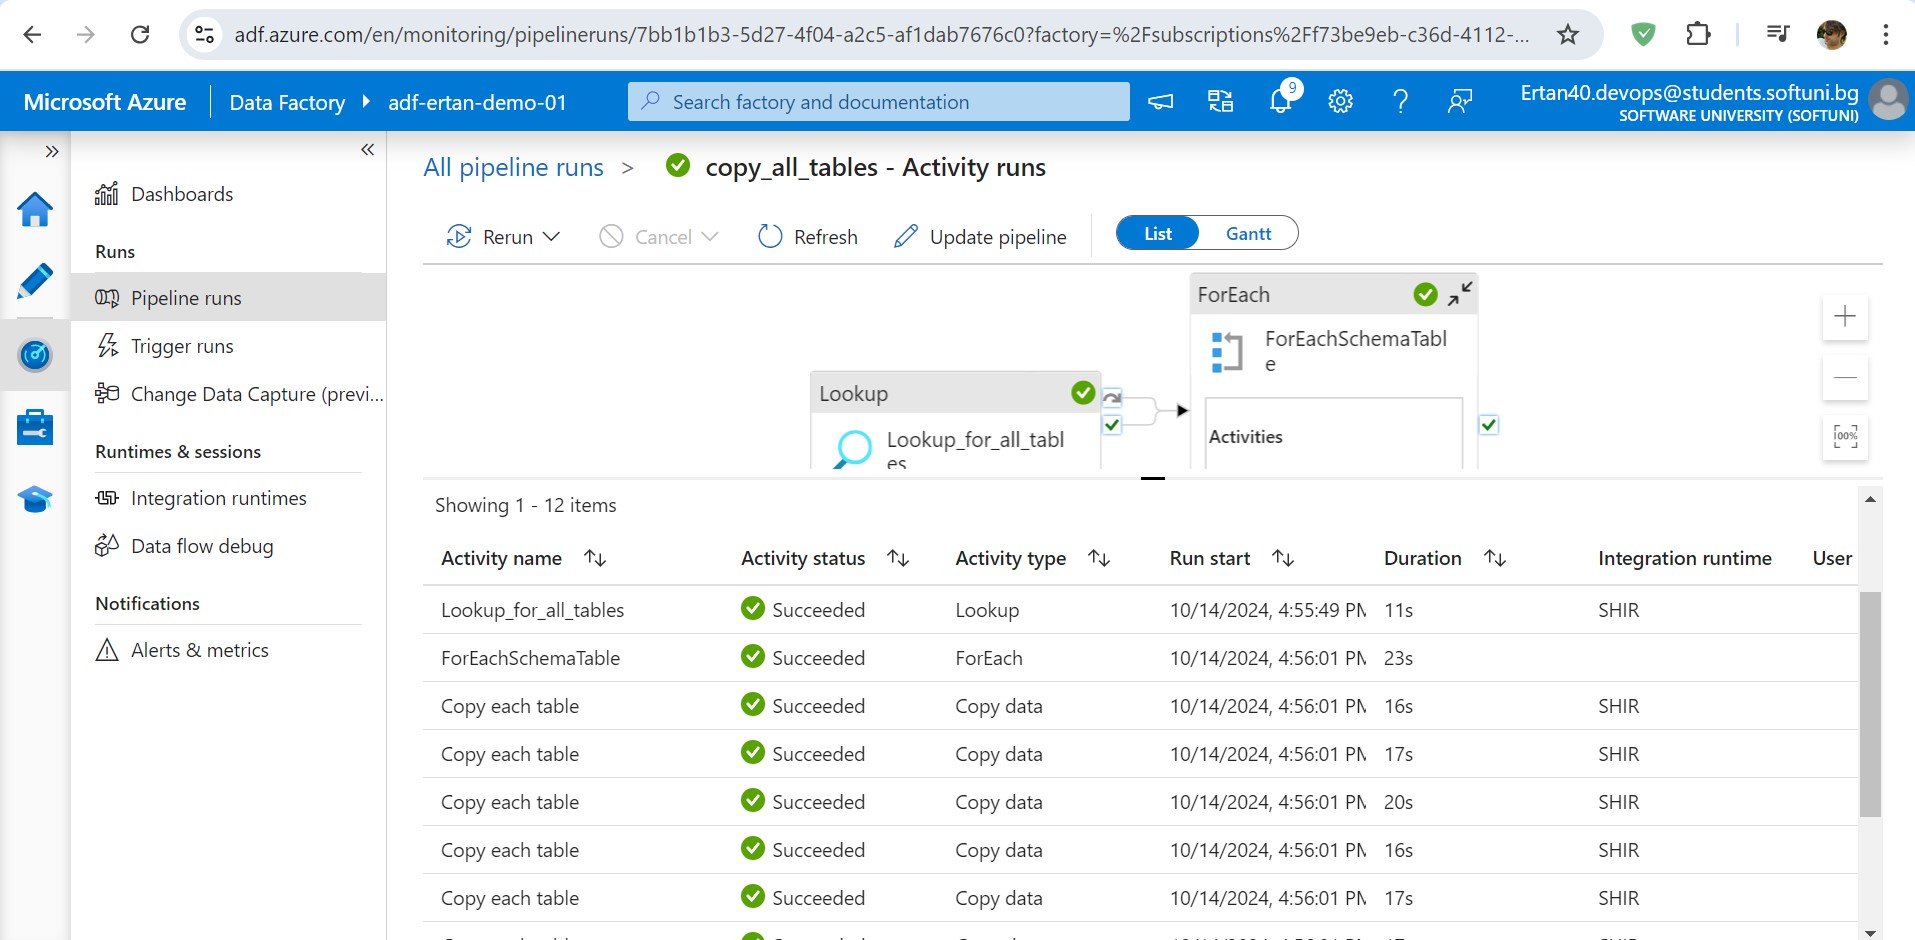 adf.azure.com/en/monitoring/pipelineruns/7bb1b1b3-5d27-4f04-a2c5-af1dab7676c0?factory=%2Fsubscriptions%2Ff73be9eb-c36d-4112-...
Microsoft Azure
Data Factory
adf-ertan-demo-01
Search factory and documentation
9
Ertan40.devops@students.softuni.bg
SOFTWARE UNIVERSITY (SOFTUNI)
Dashboards
Runs
Pipeline runs
Trigger runs
Change Data Capture (previ...
Runtimes & sessions
Integration runtimes
Data flow debug
Notifications
Alerts & metrics
All pipeline runs > copy_all_tables - Activity runs
Rerun
Cancel
Refresh
Update pipeline
List
Gantt
ForEach
ForEachSchemaTabl
e
Activities
Lookup
Lookup_for_all_tabl
es
100%
Showing 1 - 12 items
Activity name Activity status Activity type Run start Duration Integration runtime User
Lookup_for_all_tables Succeeded Lookup 10/14/2024, 4:55:49 PM 11s SHIR
ForEachSchemaTable Succeeded ForEach 10/14/2024, 4:56:01 PM 23s
Copy each table Succeeded Copy data 10/14/2024, 4:56:01 PM 16s SHIR
Copy each table Succeeded Copy data 10/14/2024, 4:56:01 PM 17s SHIR
Copy each table Succeeded Copy data 10/14/2024, 4:56:01 PM 20s SHIR
Copy each table Succeeded Copy data 10/14/2024, 4:56:01 PM 16s SHIR
Copy each table Succeeded Copy data 10/14/2024, 4:56:01 PM 17s SHIR